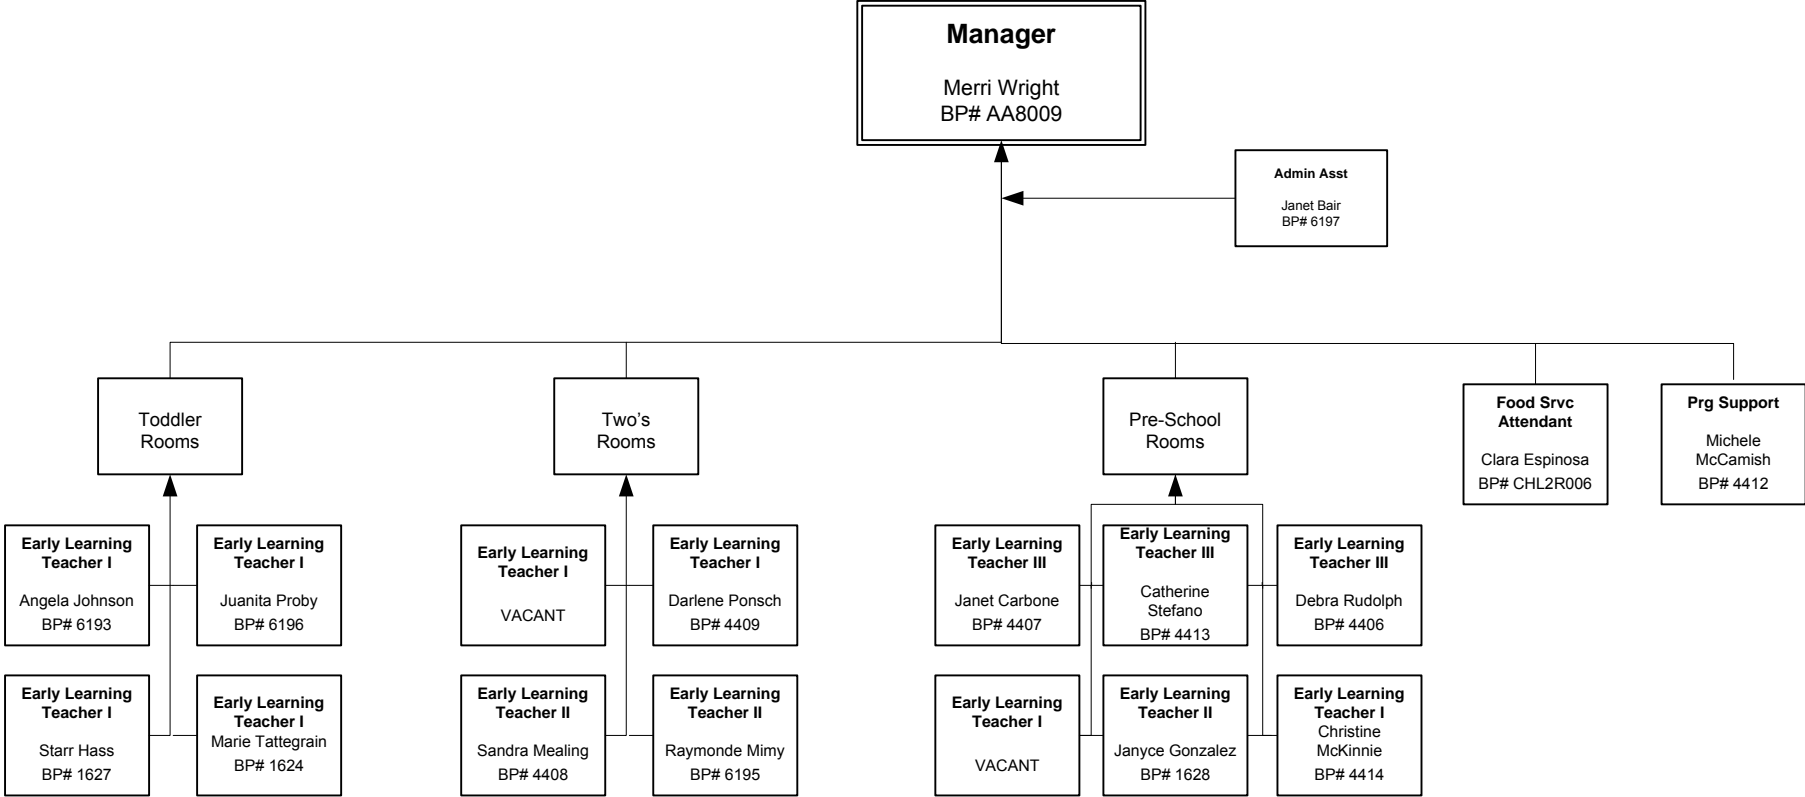 Manager
Merri Wright
BP# AA8009
Admin Asst
Janet Bair
BP# 6197
Toddler
Rooms
Two’s
Rooms
Pre-School
Rooms
Food Srvc
Attendant
Clara Espinosa
BP# CHL2R006
Prg Support
Michele
McCamish
BP# 4412
Early Learning
Teacher I
Angela Johnson
BP# 6193
Early Learning
Teacher I
Juanita Proby
BP# 6196
Early Learning
Teacher I
VACANT
Early Learning
Teacher I
Darlene Ponsch
BP# 4409
Early Learning
Teacher III
Janet Carbone
BP# 4407
Early Learning
Teacher III
Catherine
Stefano
BP# 4413
Early Learning
Teacher III
Debra Rudolph
BP# 4406
Early Learning
Teacher I
Starr Hass
BP# 1627
Early Learning
Teacher I
Marie Tattegrain
BP# 1624
Early Learning
Teacher II
Sandra Mealing
BP# 4408
Early Learning
Teacher II
Raymonde Mimy
BP# 6195
Early Learning
Teacher I
VACANT
Early Learning
Teacher II
Janyce Gonzalez
BP# 1628
Early Learning
Teacher I
Christine
McKinnie
BP# 4414